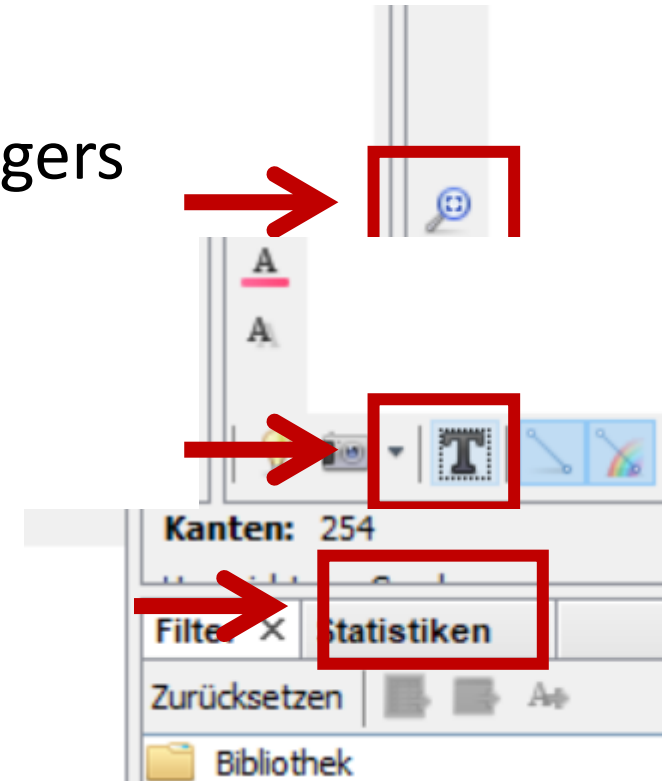 gers
A
A
T
Kanten: 254
Filter Statistiken
Zurücksetzen
Bibliothek